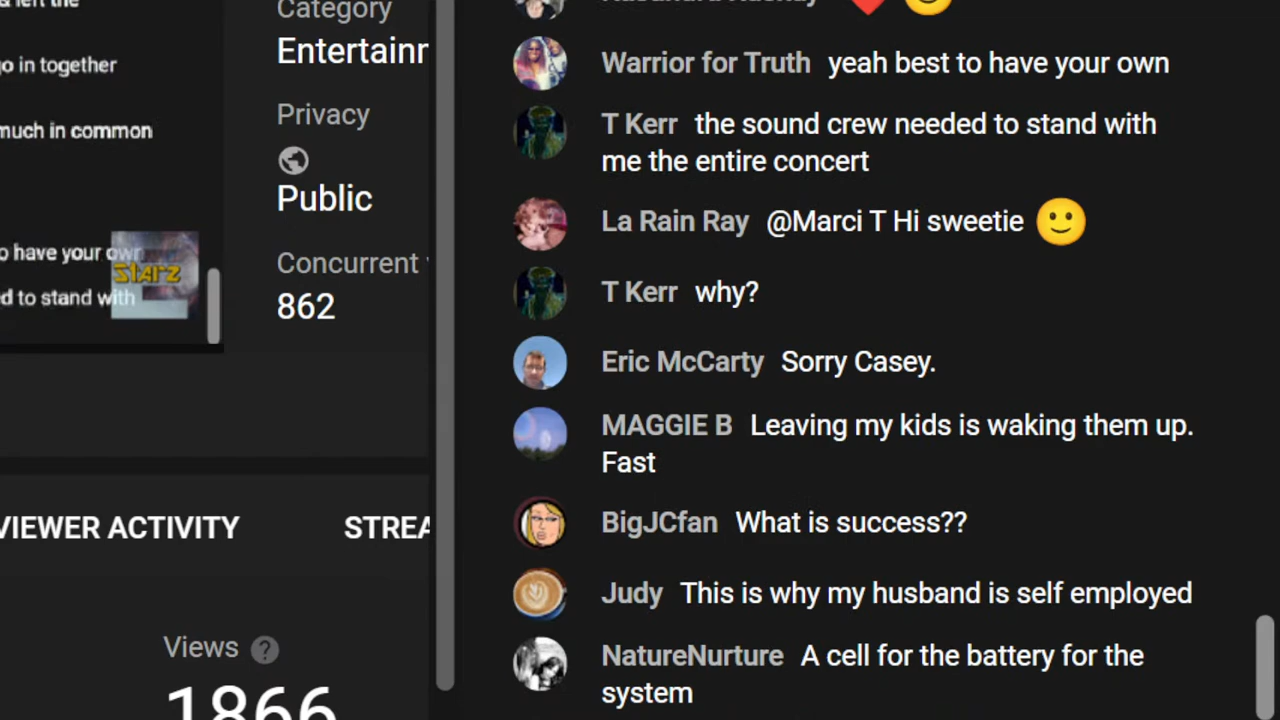 & left the
go in together
much in common
o have your own
d to stand with
STARZ
Category
Entertainr
Privacy
Public
Concurrent
862
VIEWER ACTIVITY
STREA
Views ?
1866
Warrior for Truth yeah best to have your own
T Kerr the sound crew needed to stand with
me the entire concert
La Rain Ray @Marci T Hi sweetie
T Kerr why?
Eric McCarty Sorry Casey.
MAGGIE B Leaving my kids is waking them up.
Fast
BigJCfan What is success??
Judy This is why my husband is self employed
NatureNurture A cell for the battery for the
system